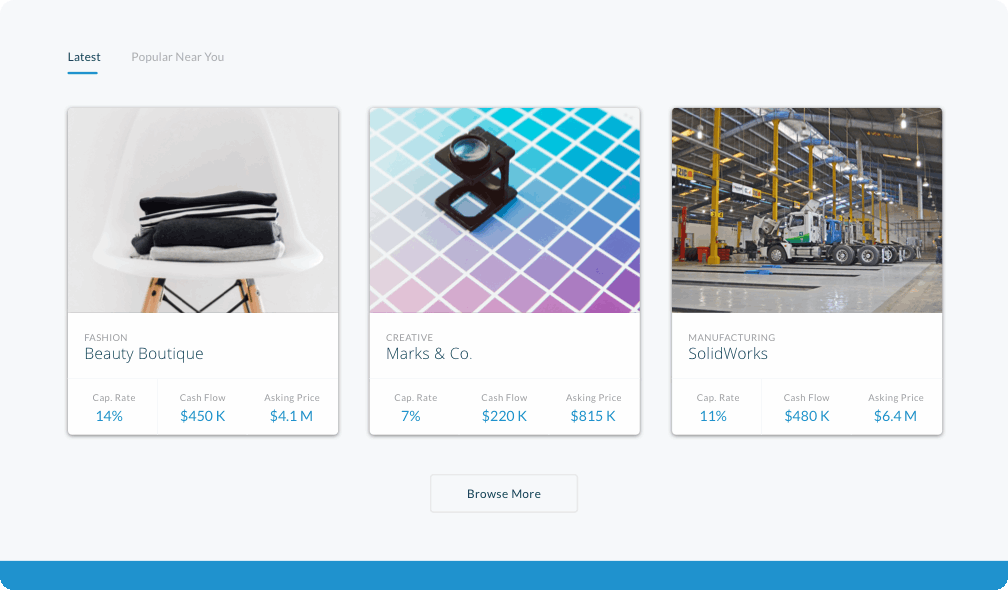 Latest
Popular Near You
FASHION
Beauty Boutique
Cap. Rate
Cash Flow
Asking Price
14%
$450 K
$4.1 M
CREATIVE
Marks & Co.
Cap. Rate
Cash Flow
Asking Price
7%
$220 K
$815 K
MANUFACTURING
SolidWorks
Cap. Rate
Cash Flow
Asking Price
11%
$480 K
$6.4 M
Browse More